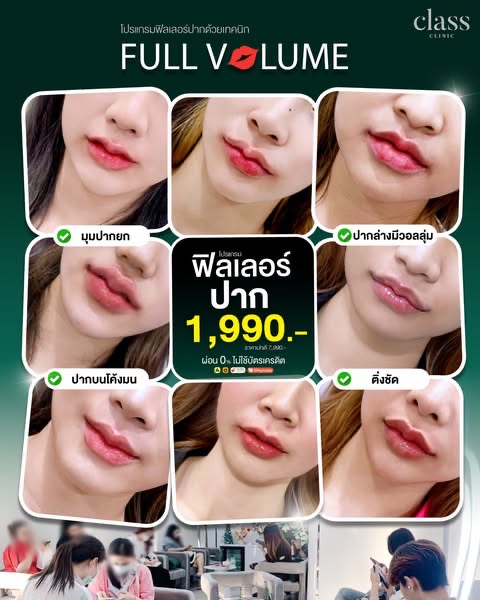 โปรแกรมฟิลเลอร์ปากด้วยเทคนิค
class
CLINIC
FULL VOLUME
มุมปากยก
ปากล่างมีวอลลุ่ม
โปรแกรม
ฟิลเลอร์
ปาก
1,990.-
ราคาปกติ 7,990.-
ผ่อน 0% ไม่ใช้บัตรเครดิต
ปากบนโค้งมน
ติ่งชัด